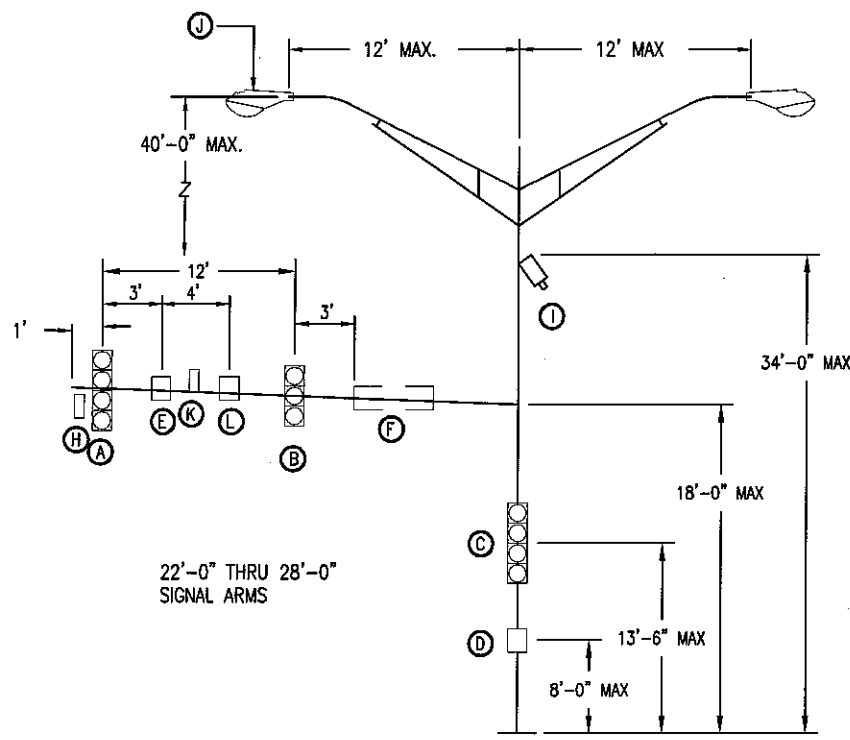 J
12' MAX.
12' MAX
40'-0" MAX.
Z
12'
3'
4'
3'
1'
I
34'-0" MAX
H
A
E
K
L
B
F
18'-0" MAX
C
22'-0" THRU 28'-0"
SIGNAL ARMS
13'-6" MAX
D
8'-0" MAX